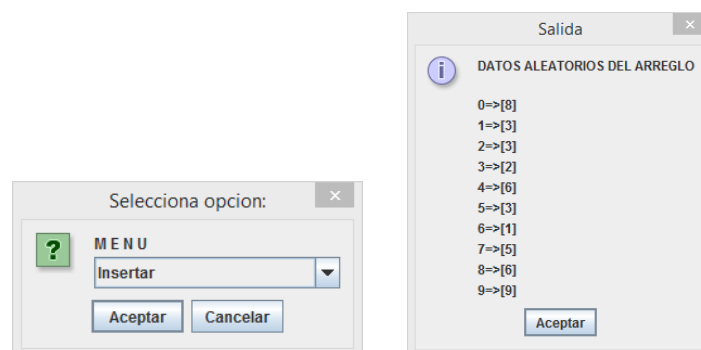 Selecciona opcion:
M E N U
Insertar
Aceptar Cancelar
Salida
DATOS ALEATORIOS DEL ARREGLO
0=>[8]
1=>[3]
2=>[3]
3=>[2]
4=>[6]
5=>[3]
6=>[1]
7=>[5]
8=>[6]
9=>[9]
Aceptar